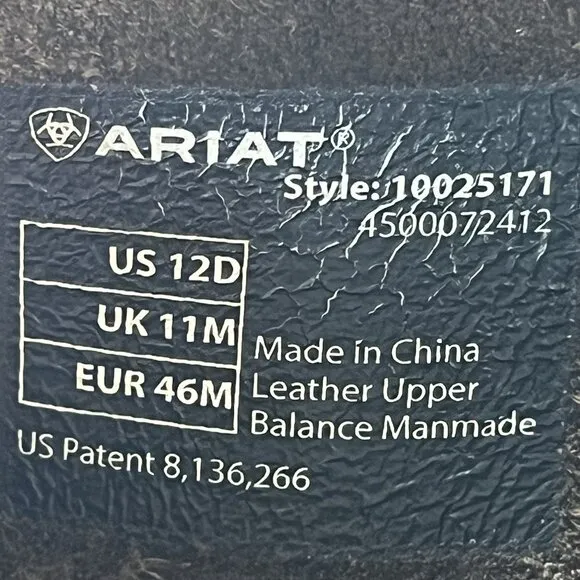 ARIAT®
Style: 10025171
4500072412
US 12D
UK 11M
EUR 46M
Made in China
Leather Upper
Balance Manmade
US Patent 8,136,266